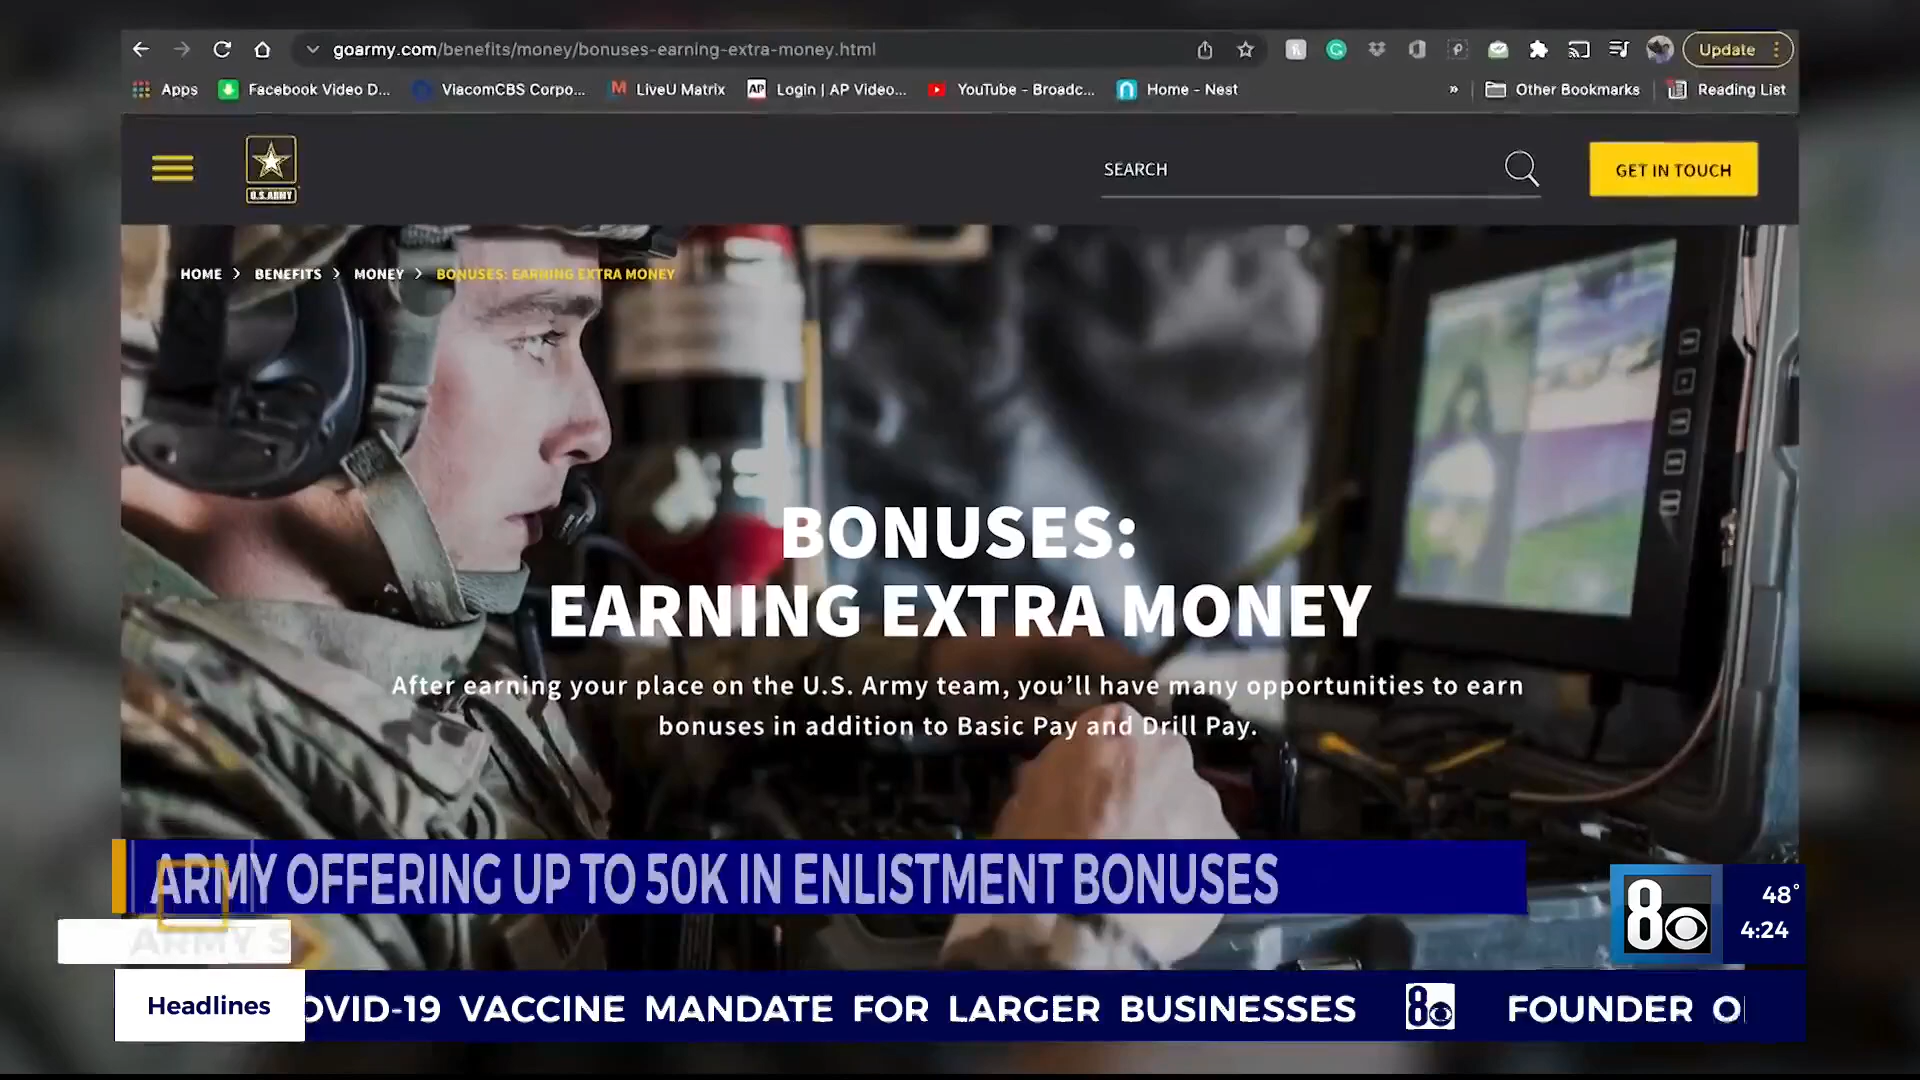 goarmy.com/benefits/money/bonuses-earning-extra-money.html
Update
Apps
Facebook Video D...
ViacomCBS Corpo...
LiveU Matrix
AP
Login | AP Video...
YouTube - Broadc...
Home - Nest
»
Other Bookmarks
Reading List
U.S.ARMY
SEARCH
GET IN TOUCH
HOME > BENEFITS > MONEY > BONUSES: EARNING EXTRA MONEY
BONUSES:
EARNING EXTRA MONEY
After earning your place on the U.S. Army team, you'll have many opportunities to earn
bonuses in addition to Basic Pay and Drill Pay.
ARMY OFFERING UP TO 50K IN ENLISTMENT BONUSES
ARMY S
8
48°
4:24
Headlines
OVID-19 VACCINE MANDATE FOR LARGER BUSINESSES 8 FOUNDER O